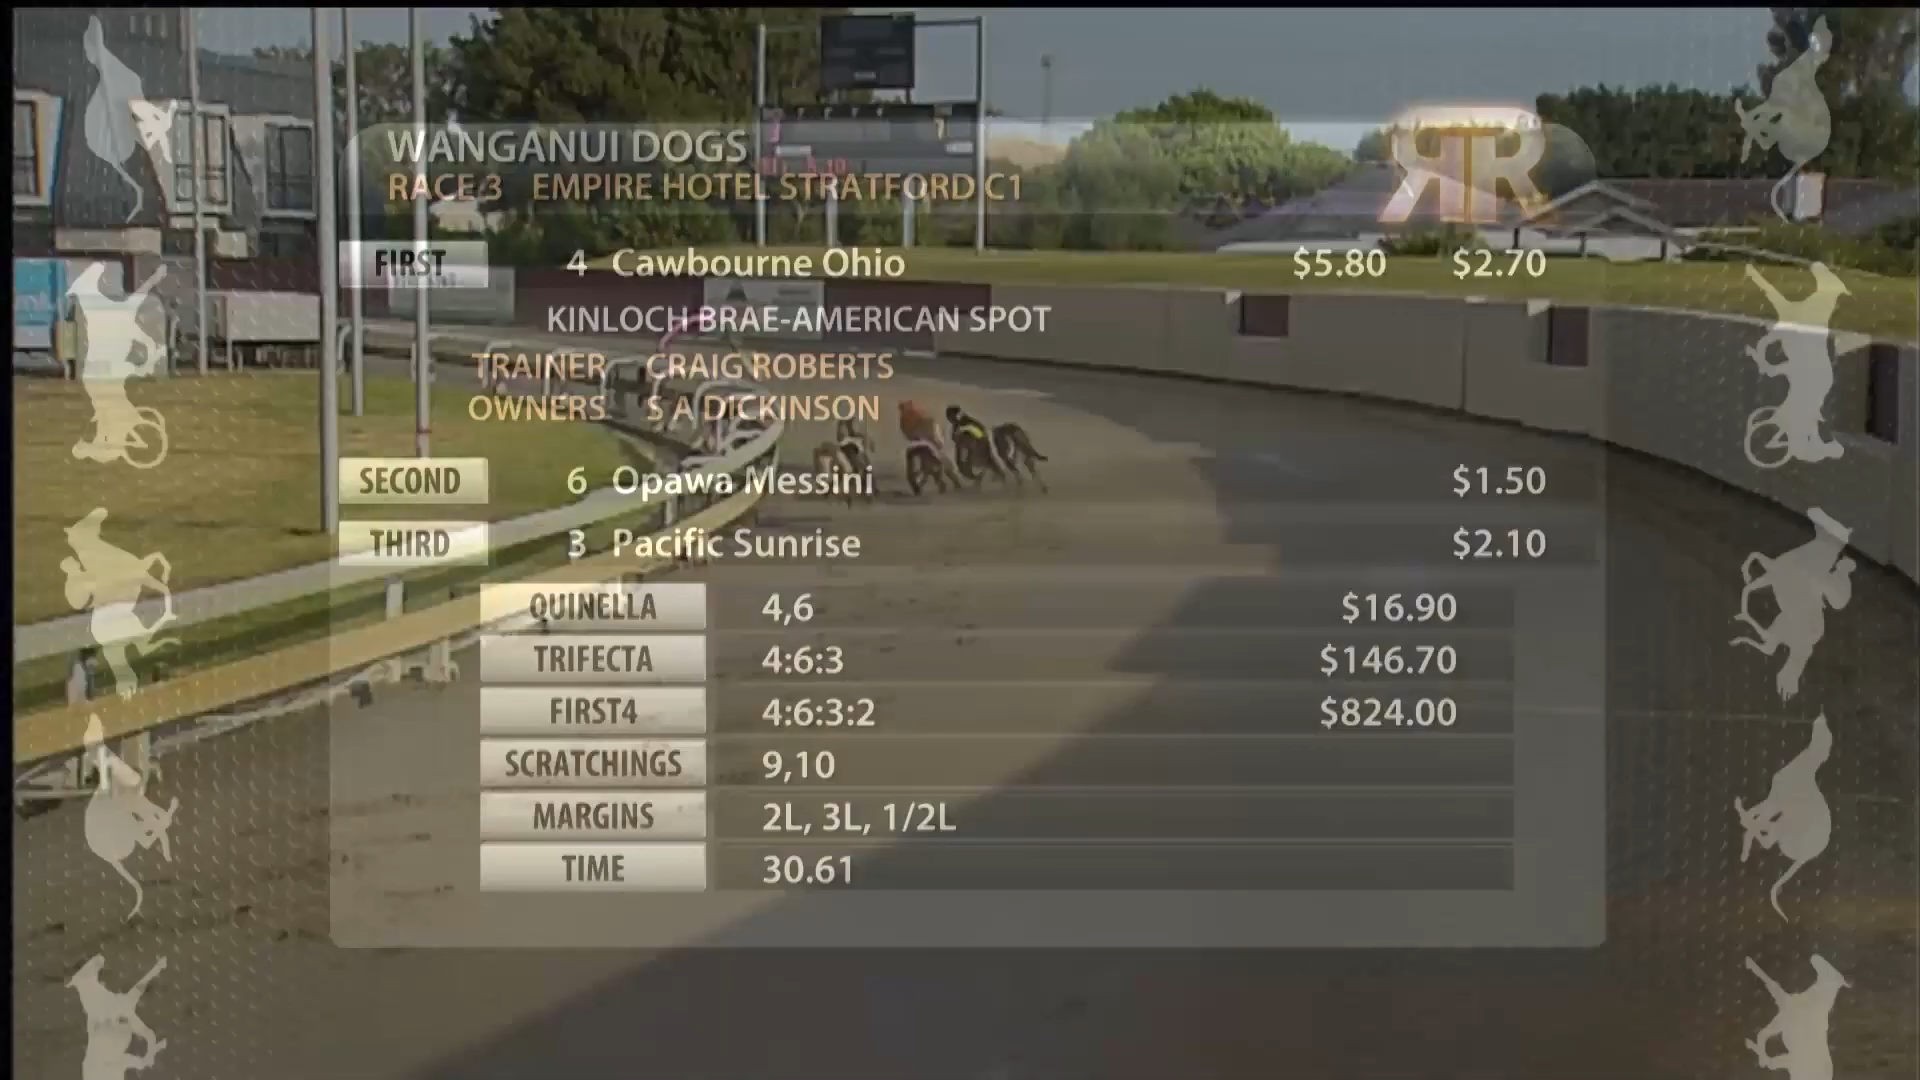 WANGANUI DOGS
RACE 3 EMPIRE HOTEL STRATFORD C1
RR
FIRST 4 Cawbourne Ohio $5.80 $2.70
KINLOCH BRAE-AMERICAN SPOT
TRAINER CRAIG ROBERTS
OWNERS S A DICKINSON
SECOND 6 Opawa Messini $1.50
THIRD 3 Pacific Sunrise $2.10
QUINELLA 4,6 $16.90
TRIFECTA 4:6:3 $146.70
FIRST4 4:6:3:2 $824.00
SCRATCHINGS 9,10
MARGINS 2L, 3L, 1/2L
TIME 30.61